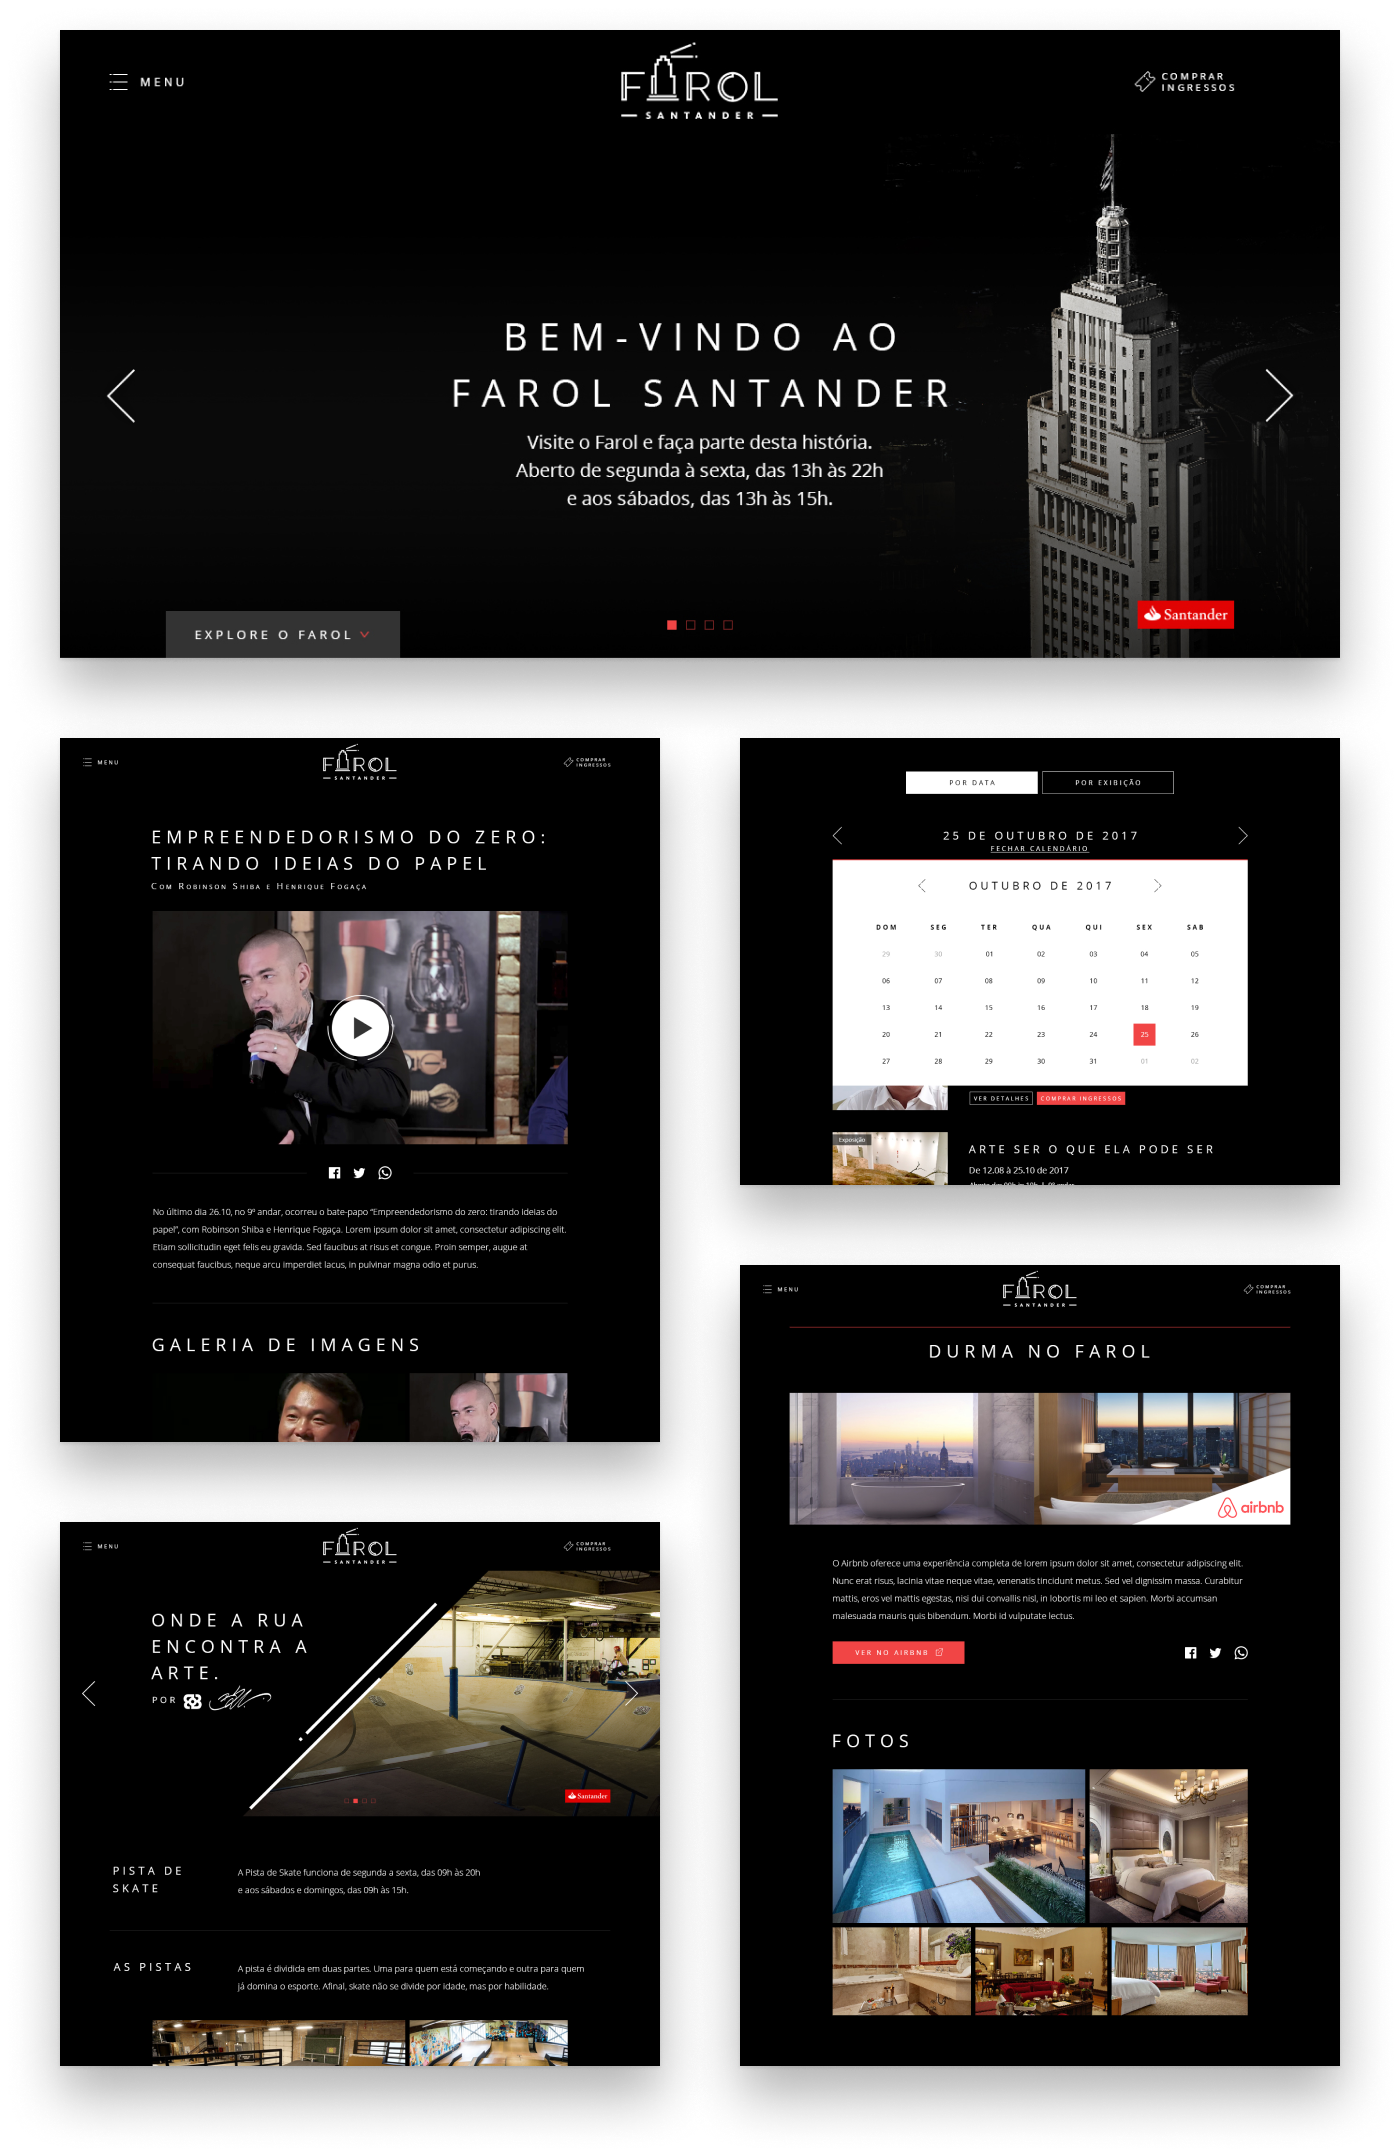 MENU
FAROL
SANTANDER
COMPRAR
INGRESSOS
BEM-VINDO AO
FAROL SANTANDER
Visite o Farol e faça parte desta história.
Aberto de segunda à sexta, das 13h às 22h
e aos sábados, das 13h às 15h.
EXPLORE O FAROL
Santander
MENU
FAROL
SANTANDER
COMPRAR
INGRESSOS
EMPREENDEDORISMO DO ZERO:
TIRANDO IDEIAS DO PAPEL
Com Robinson Shiba e Henrique Fogaça
No último dia 26.10, no 9º andar, ocorreu o bate-papo “Empreendedorismo do zero: tirando ideias do
papel”, com Robinson Shiba e Henrique Fogaça. Lorem ipsum dolor sit amet, consectetur adipiscing elit.
Etiam sollicitudin eget felis eu gravida. Sed faucibus at risus et congue. Proin semper, augue at
consequat faucibus, neque arcu imperdiet lacus, in pulvinar magna odio et purus.
GALERIA DE IMAGENS
POR DATA
POR EXIBIÇÃO
25 DE OUTUBRO DE 2017
FECHAR CALENDÁRIO
OUTUBRO DE 2017
DOM SEG TER QUA QUI SEX SAB
29 30 01 02 03 04 05
06 07 08 09 10 11 12
13 14 15 16 17 18 19
20 21 22 23 24 25 26
27 28 29 30 31 01 02
VER DETALHES
COMPRAR INGRESSOS
Exposição
ARTE SER O QUE ELA PODE SER
De 12.08 à 25.10 de 2017
MENU
FAROL
SANTANDER
COMPRAR
INGRESSOS
DURMA NO FAROL
airbnb
O Airbnb oferece uma experiência completa de lorem ipsum dolor sit amet, consectetur adipiscing elit.
Nunc erat risus, lacinia vitae neque vitae, venenatis tincidunt metus. Sed vel dignissim massa. Curabitur
mattis, eros vel mattis egestas, nisi dui convallis nisl, in lobortis mi leo et sapien. Morbi accumsan
malesuada mauris quis bibendum. Morbi id vulputate lectus.
VER NO AIRBNB
FOTOS
MENU
FAROL
SANTANDER
COMPRAR
INGRESSOS
ONDE A RUA
ENCONTRA A
ARTE.
POR
Santander
PISTA DE
SKATE
A Pista de Skate funciona de segunda a sexta, das 09h às 20h
e aos sábados e domingos, das 09h às 15h.
AS PISTAS
A pista é dividida em duas partes. Uma para quem está começando e outra para quem
já domina o esporte. Afinal, skate não se divide por idade, mas por habilidade.